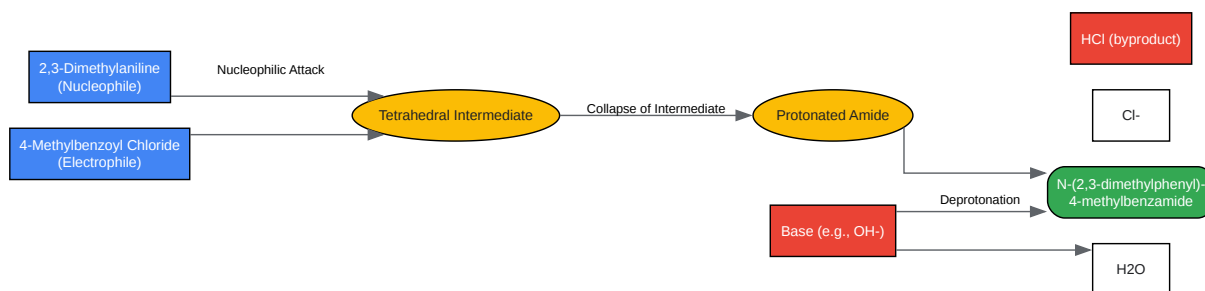 2,3-Dimethylaniline
(Nucleophile)
Nucleophilic Attack
4-Methylbenzoyl Chloride
(Electrophile)
Tetrahedral Intermediate
Collapse of Intermediate
Protonated Amide
HCl (byproduct)
Cl-
N-(2,3-dimethylphenyl)-
4-methylbenzamide
Deprotonation
Base (e.g., OH-)
H2O